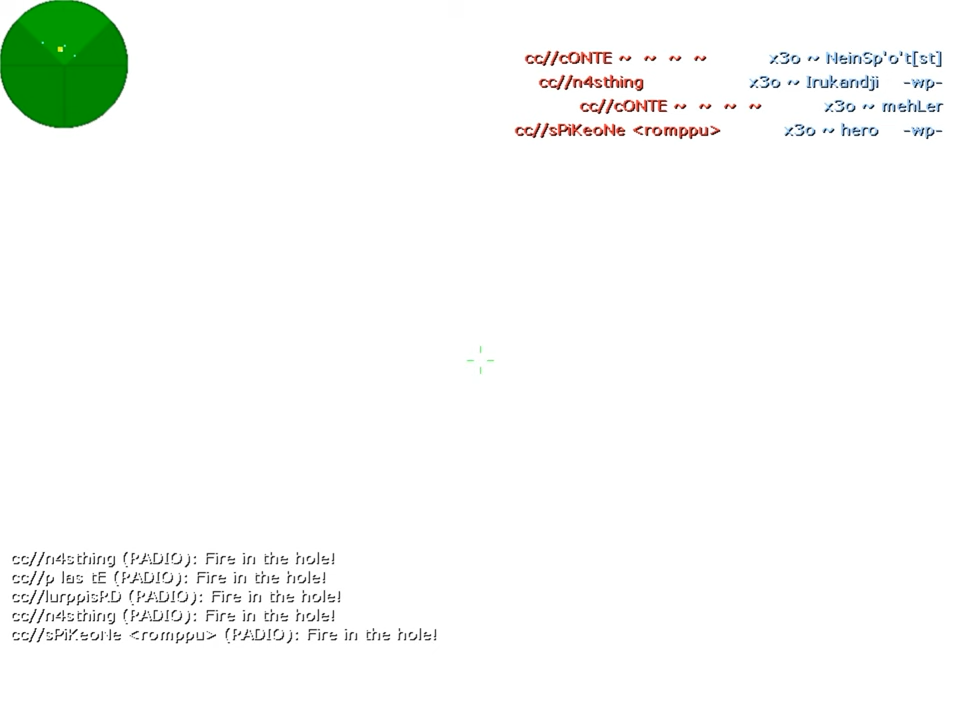 cc//cONTE ~ ~ ~ ~ x3o ~ NeinSp'o't[st]
cc//n4sthing x3o ~ Irukandji -wp-
cc//cONTE ~ ~ ~ ~ x3o ~ mehLer
cc//sPiKeoNe <romppu> x3o ~ hero -wp-
cc//n4sthing (RADIO): Fire in the hole!
cc//p las tE (RADIO): Fire in the hole!
cc//lurppisRD (RADIO): Fire in the hole!
cc//n4sthing (RADIO): Fire in the hole!
cc//sPiKeoNe <romppu> (RADIO): Fire in the hole!